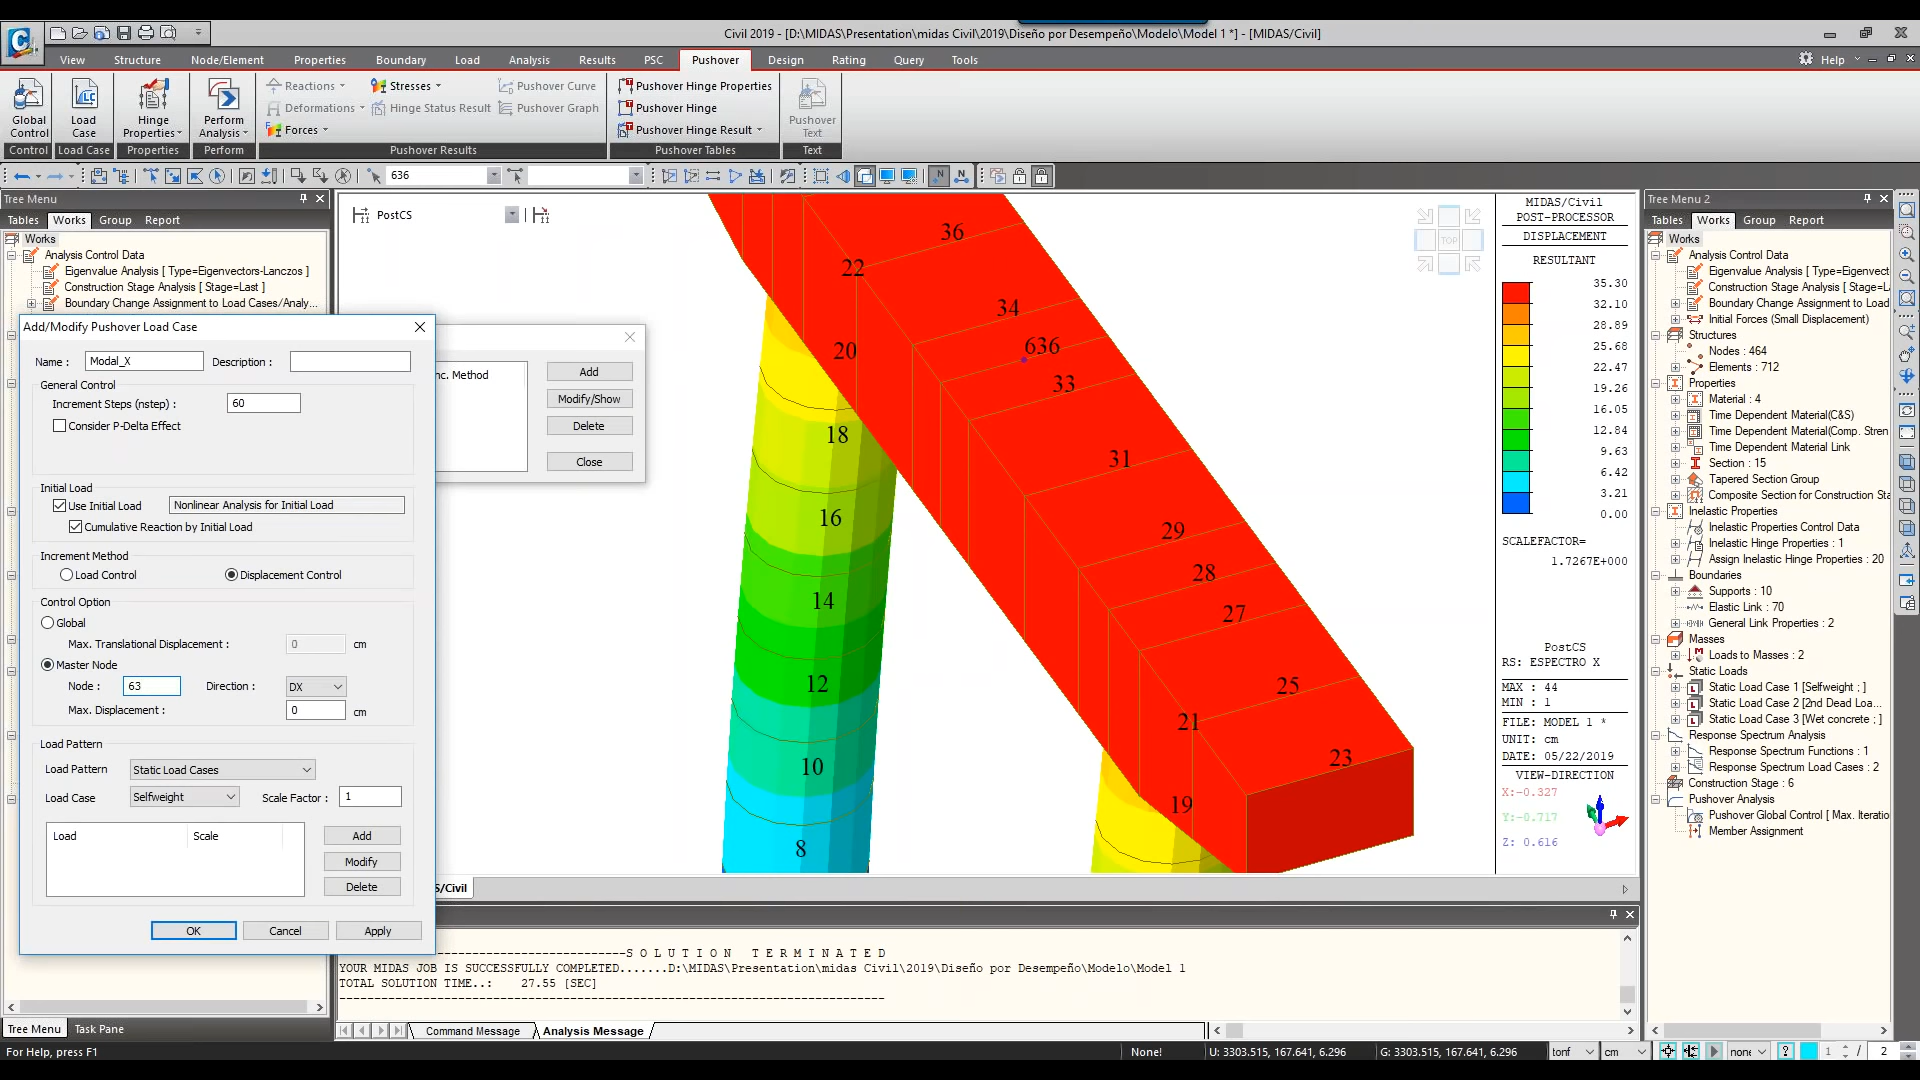 Civil 2019 - [D:\MIDAS\Presentation\midas Civil\2019\Diseño por Desempeño\Modelo\Model 1 *] - [MIDAS/Civil]
View Structure Node/Element Properties Boundary Load Analysis Results PSC Pushover Design Rating Query Tools Help
Global Control
Load Case
Hinge Properties
Perform Analysis
Reactions
Deformations
Forces
Stresses
Hinge Status Result
Pushover Curve
Pushover Graph
Pushover Hinge Properties
Pushover Hinge
Pushover Hinge Result
Pushover Text
Control Load Case Properties Perform Pushover Results Pushover Tables Text
636
Tree Menu
Tables Works Group Report
Works
Analysis Control Data
Eigenvalue Analysis [ Type=Eigenvectors-Lanczos ]
Construction Stage Analysis [ Stage=Last ]
Boundary Change Assignment to Load Cases/Analy...
Add/Modify Pushover Load Case
Name : Modal_X Description :
General Control
Increment Steps (nstep) : 60
Consider P-Delta Effect
Initial Load
Use Initial Load Nonlinear Analysis for Initial Load
Cumulative Reaction by Initial Load
Increment Method
Load Control Displacement Control
Control Option
Global
Max. Translational Displacement : 0 cm
Master Node
Node : 63 Direction : DX
Max. Displacement : 0 cm
Load Pattern
Load Pattern Static Load Cases
Load Case Selfweight Scale Factor : 1
Load Scale
Add
Modify
Delete
OK Cancel Apply
nc. Method
Add
Modify/Show
Delete
Close
PostCS
TOP
36
22
34
636
20
33
18
31
16
29
28
14
27
12
25
21
10
23
19
8
MIDAS/Civil
POST-PROCESSOR
DISPLACEMENT
RESULTANT
35.30
32.10
28.89
25.68
22.47
19.26
16.05
12.84
9.63
6.42
3.21
0.00
SCALEFACTOR=
1.7267E+000
PostCS
RS: ESPECTRO X
MAX : 44
MIN : 1
FILE: MODEL 1 *
UNIT: cm
DATE: 05/22/2019
VIEW-DIRECTION
X:-0.327
Y:-0.717
Z: 0.616
S/Civil
---------------------------S O L U T I O N   T E R M I N A T E D
YOUR MIDAS JOB IS SUCCESSFULLY COMPLETED.......D:\MIDAS\Presentation\midas Civil\2019\Diseño por Desempeño\Modelo\Model 1
TOTAL SOLUTION TIME..: 27.55 [SEC]
Command Message Analysis Message
Tree Menu Task Pane
Tree Menu 2
Tables Works Group Report
Works
Analysis Control Data
Eigenvalue Analysis [ Type=Eigenvect
Construction Stage Analysis [ Stage=L
Boundary Change Assignment to Load
Initial Forces (Small Displacement)
Structures
Nodes : 464
Elements : 712
Properties
Material : 4
Time Dependent Material(C&S)
Time Dependent Material(Comp. Stren
Time Dependent Material Link
Section : 15
Tapered Section Group
Composite Section for Construction Sta
Inelastic Properties
Inelastic Properties Control Data
Inelastic Hinge Properties : 1
Assign Inelastic Hinge Properties : 20
Boundaries
Supports : 10
Elastic Link : 70
General Link Properties : 2
Masses
Loads to Masses : 2
Static Loads
Static Load Case 1 [Selfweight ; ]
Static Load Case 2 [2nd Dead Loa...
Static Load Case 3 [Wet concrete ; ]
Response Spectrum Analysis
Response Spectrum Functions : 1
Response Spectrum Load Cases : 2
Construction Stage : 6
Pushover Analysis
Pushover Global Control [ Max. Iteratio
Member Assignment
For Help, press F1 None! U: 3303.515, 167.641, 6.296 G: 3303.515, 167.641, 6.296 tonf cm none ? 1 / 2